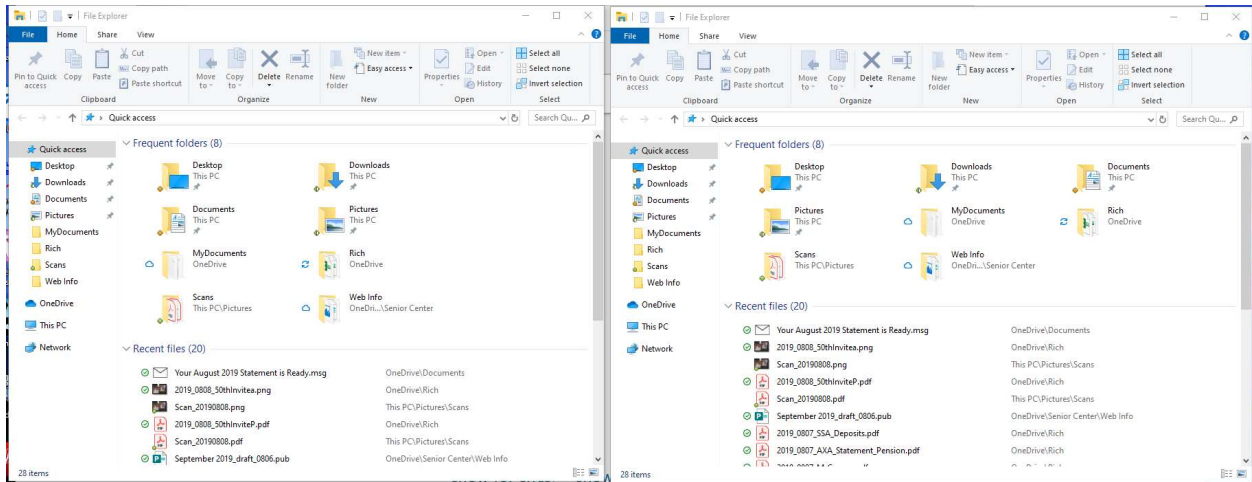 File Explorer
File Home Share View
Pin to Quick access
Copy
Paste
Cut
Copy path
Paste shortcut
Move to
Copy to
Delete
Rename
New folder
New item
Easy access
Properties
Open
Edit
History
Select all
Select none
Invert selection
Clipboard Organize New Open Select
Quick access
Search Qu...
Quick access
Desktop
Downloads
Documents
Pictures
MyDocuments
Rich
Scans
Web Info
OneDrive
This PC
Network
Frequent folders (8)
Desktop
This PC
Downloads
This PC
Documents
This PC
Pictures
This PC
MyDocuments
OneDrive
Rich
OneDrive
Scans
This PC\Pictures
Web Info
OneDri...\Senior Center
Recent files (20)
Your August 2019 Statement is Ready.msg OneDrive\Documents
2019_0808_50thInvitea.png OneDrive\Rich
Scan_20190808.png This PC\Pictures\Scans
2019_0808_50thInviteP.pdf OneDrive\Rich
Scan_20190808.pdf This PC\Pictures\Scans
September 2019_draft_0806.pub OneDrive\Senior Center\Web Info
28 items
File Explorer
File Home Share View
Pin to Quick access
Copy
Paste
Cut
Copy path
Paste shortcut
Move to
Copy to
Delete
Rename
New folder
New item
Easy access
Properties
Open
Edit
History
Select all
Select none
Invert selection
Clipboard Organize New Open Select
Quick access
Search Qu...
Quick access
Desktop
Downloads
Documents
Pictures
MyDocuments
Rich
Scans
Web Info
OneDrive
This PC
Network
Frequent folders (8)
Desktop
This PC
Downloads
This PC
Documents
This PC
Pictures
This PC
MyDocuments
OneDrive
Rich
OneDrive
Scans
This PC\Pictures
Web Info
OneDri...\Senior Center
Recent files (20)
Your August 2019 Statement is Ready.msg OneDrive\Documents
2019_0808_50thInvitea.png OneDrive\Rich
Scan_20190808.png This PC\Pictures\Scans
2019_0808_50thInviteP.pdf OneDrive\Rich
Scan_20190808.pdf This PC\Pictures\Scans
September 2019_draft_0806.pub OneDrive\Senior Center\Web Info
2019_0807_SSA_Deposits.pdf OneDrive\Rich
2019_0807_AXA_Statement_Pension.pdf OneDrive\Rich
28 items